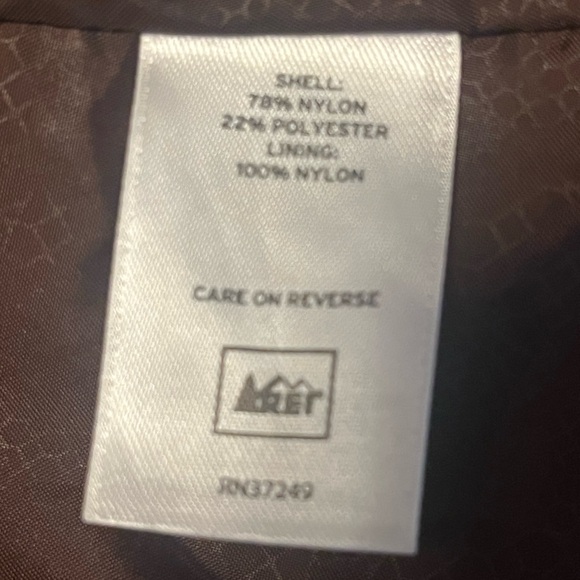 SHELL:
78% NYLON
22% POLYESTER
LINING:
100% NYLON
CARE ON REVERSE
REI
RN37249